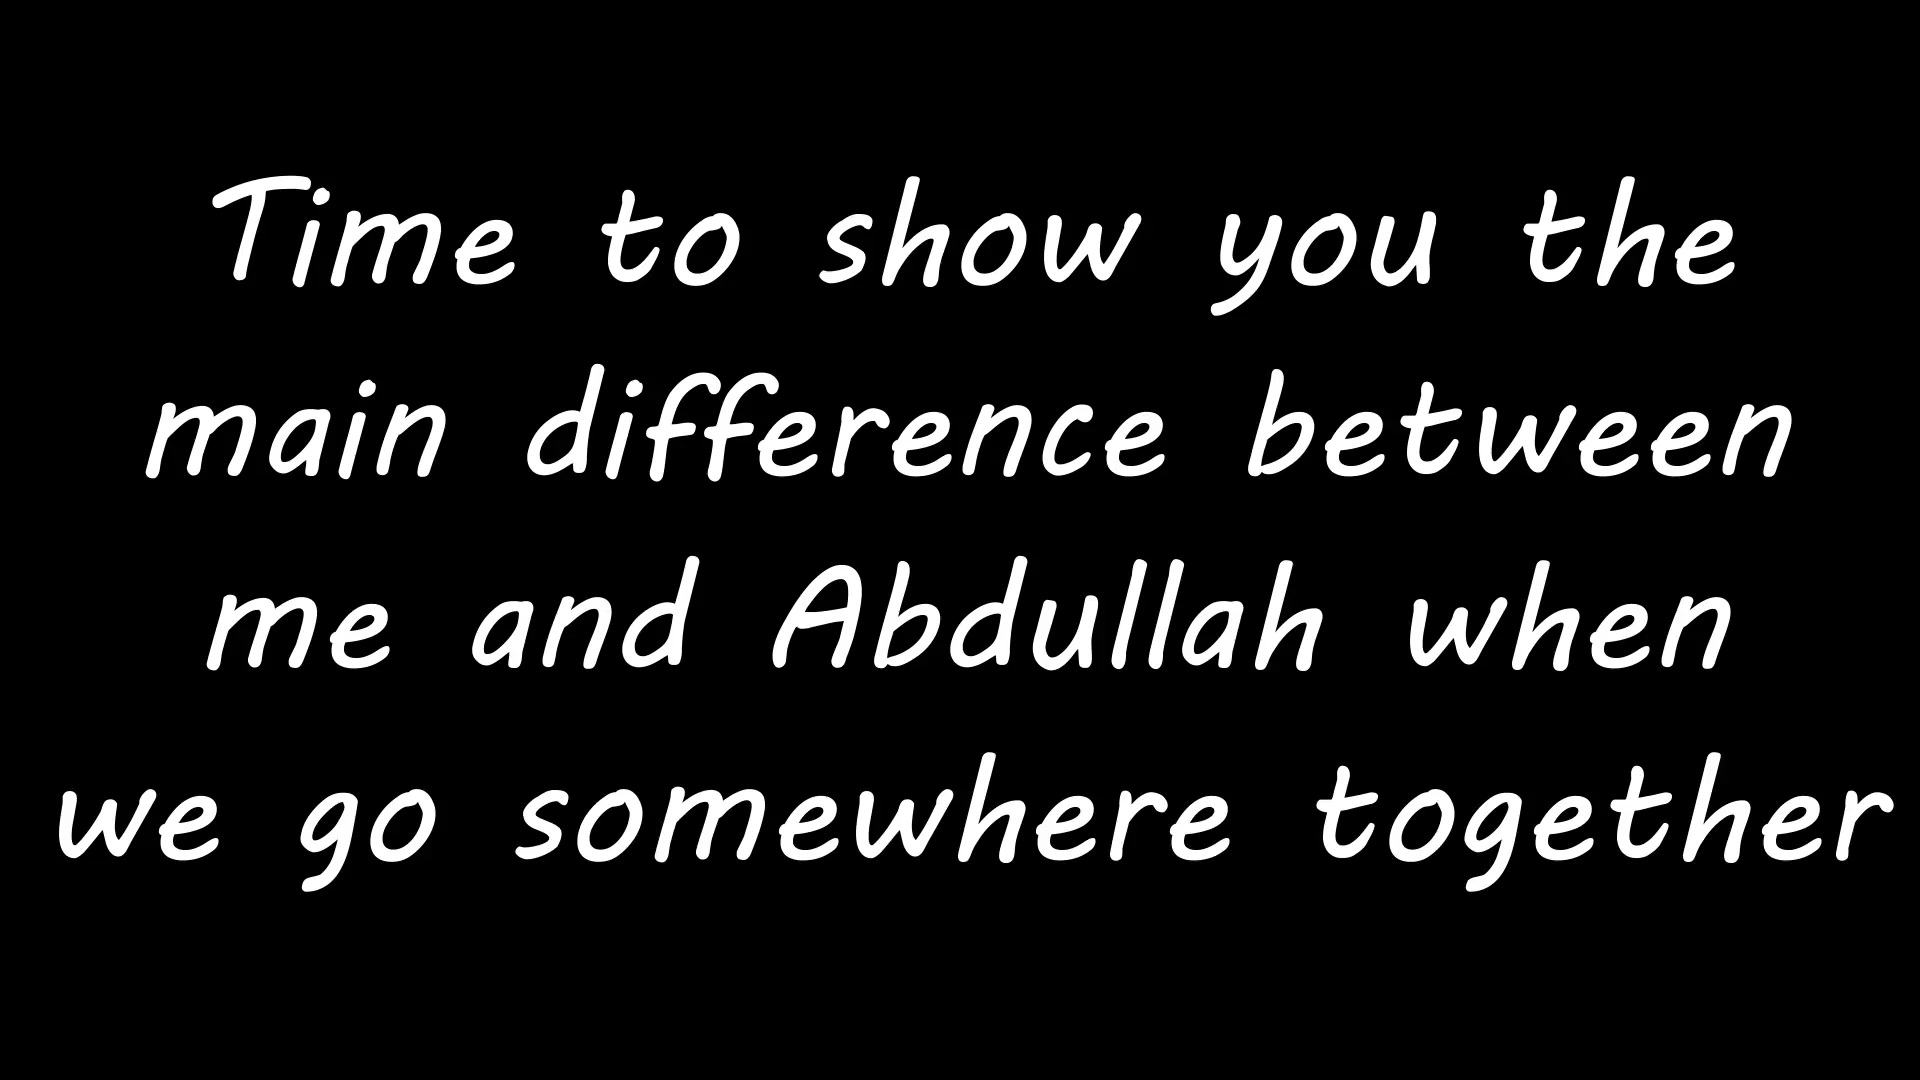 Time to show you the
main difference between
me and Abdullah when
we go somewhere together